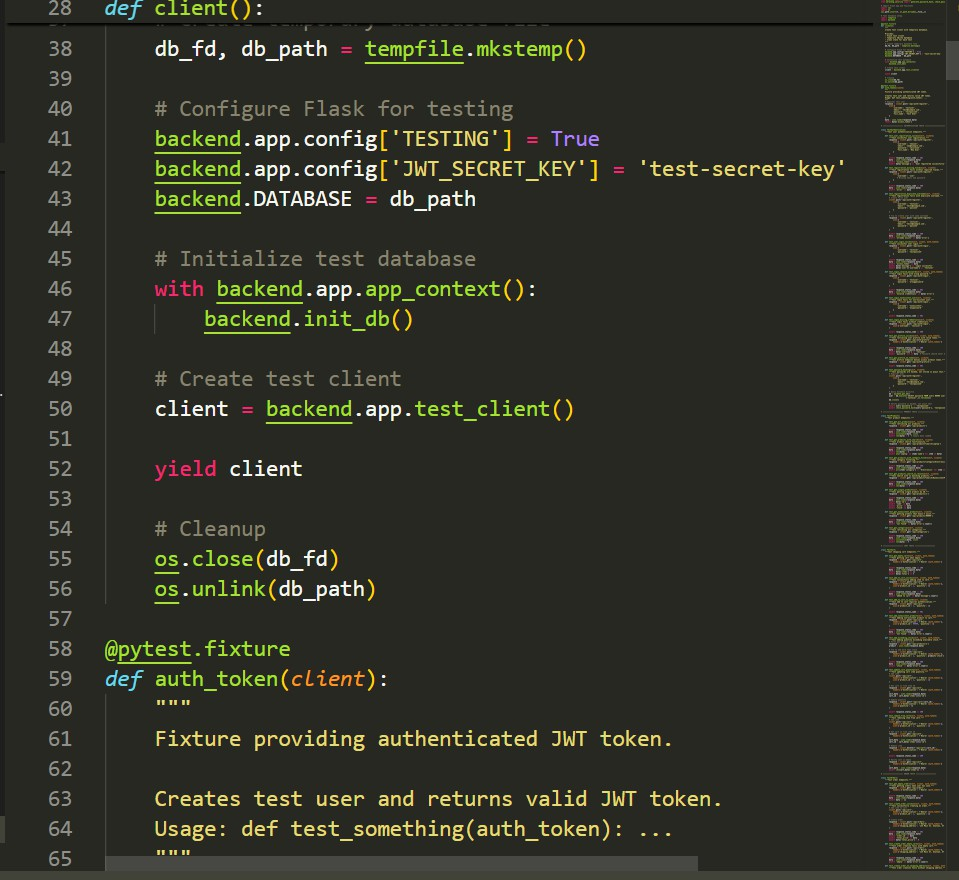 28 def client():
38 db_fd, db_path = tempfile.mkstemp()
39
40 # Configure Flask for testing
41 backend.app.config['TESTING'] = True
42 backend.app.config['JWT_SECRET_KEY'] = 'test-secret-key'
43 backend.DATABASE = db_path
44
45 # Initialize test database
46 with backend.app.app_context():
47 backend.init_db()
48
49 # Create test client
50 client = backend.app.test_client()
51
52 yield client
53
54 # Cleanup
55 os.close(db_fd)
56 os.unlink(db_path)
57
58 @pytest.fixture
59 def auth_token(client):
60 """
61 Fixture providing authenticated JWT token.
62
63 Creates test user and returns valid JWT token.
64 Usage: def test_something(auth_token): ...
65 """